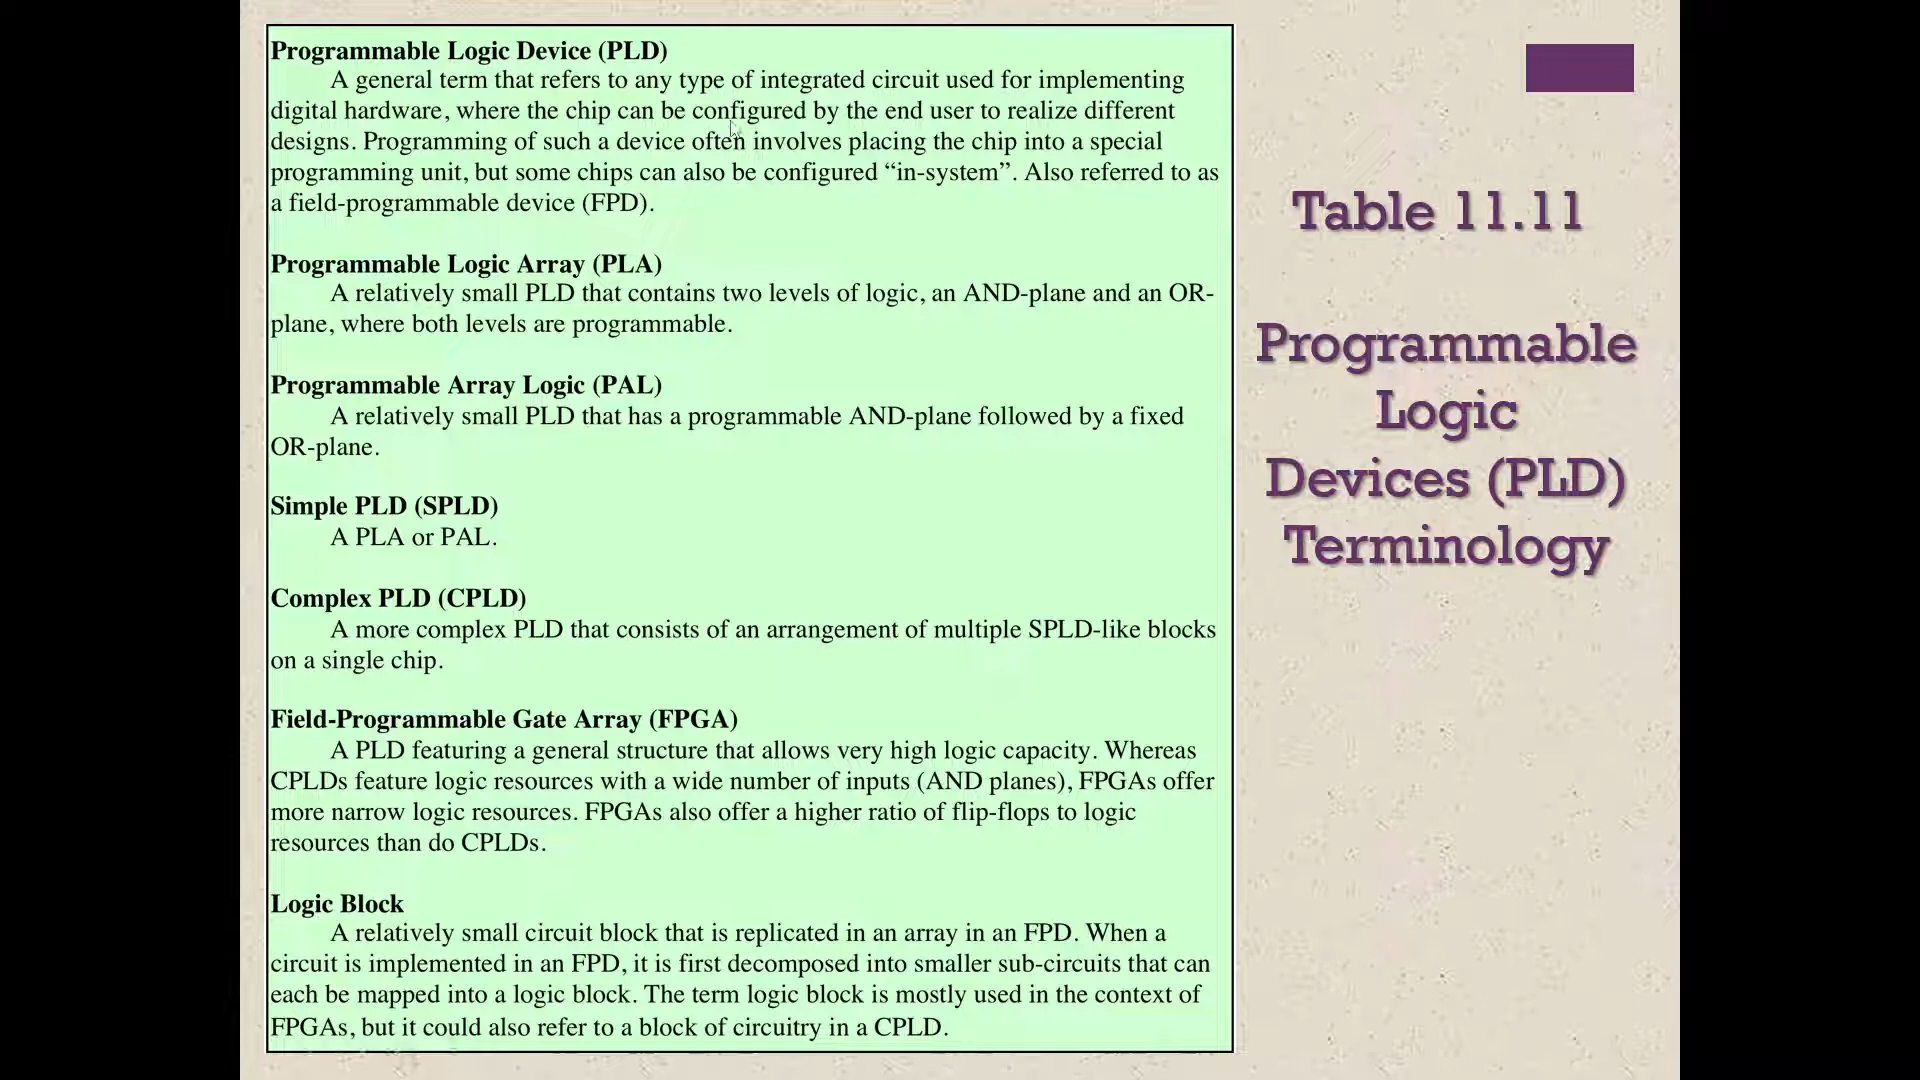 Programmable Logic Device (PLD)
A general term that refers to any type of integrated circuit used for implementing
digital hardware, where the chip can be configured by the end user to realize different
designs. Programming of such a device often involves placing the chip into a special
programming unit, but some chips can also be configured “in-system”. Also referred to as
a field-programmable device (FPD).
Programmable Logic Array (PLA)
A relatively small PLD that contains two levels of logic, an AND-plane and an OR-
plane, where both levels are programmable.
Programmable Array Logic (PAL)
A relatively small PLD that has a programmable AND-plane followed by a fixed
OR-plane.
Simple PLD (SPLD)
A PLA or PAL.
Complex PLD (CPLD)
A more complex PLD that consists of an arrangement of multiple SPLD-like blocks
on a single chip.
Field-Programmable Gate Array (FPGA)
A PLD featuring a general structure that allows very high logic capacity. Whereas
CPLDs feature logic resources with a wide number of inputs (AND planes), FPGAs offer
more narrow logic resources. FPGAs also offer a higher ratio of flip-flops to logic
resources than do CPLDs.
Logic Block
A relatively small circuit block that is replicated in an array in an FPD. When a
circuit is implemented in an FPD, it is first decomposed into smaller sub-circuits that can
each be mapped into a logic block. The term logic block is mostly used in the context of
FPGAs, but it could also refer to a block of circuitry in a CPLD.
Table 11.11
Programmable
Logic
Devices (PLD)
Terminology